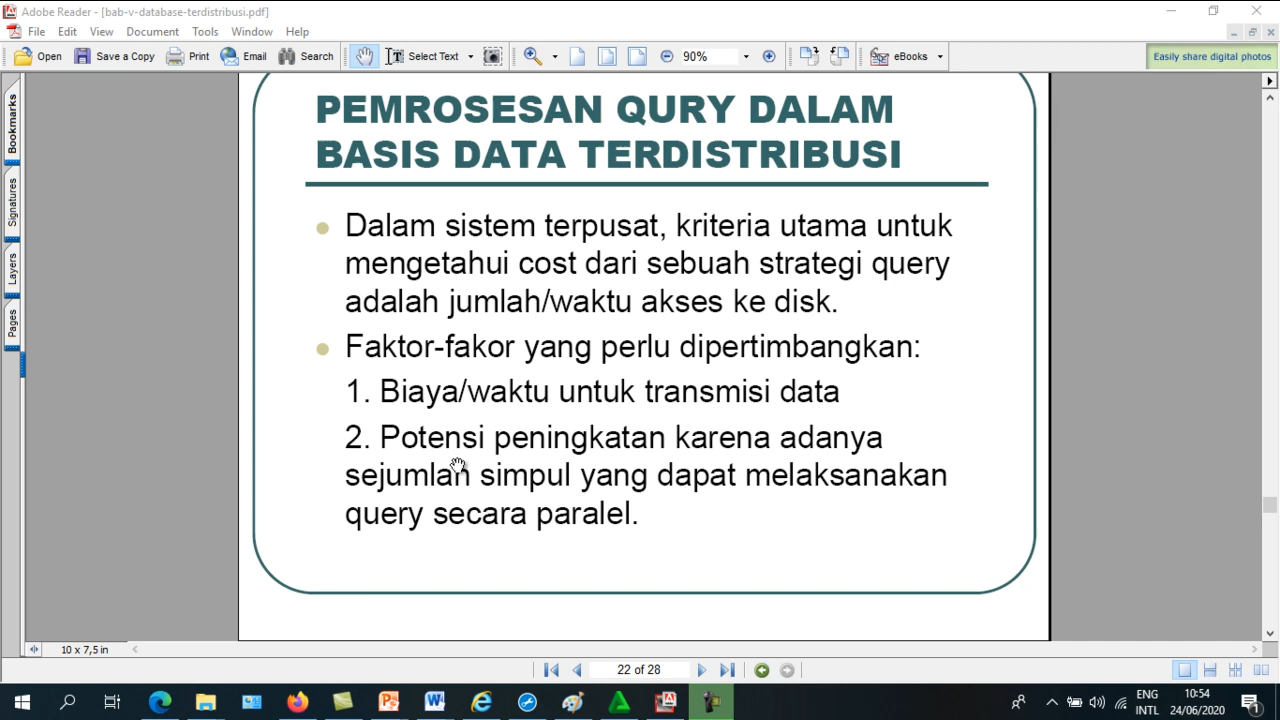 Adobe Reader - [bab-v-database-terdistribusi.pdf]
File Edit View Document Tools Window Help
Open Save a Copy Print Email Search Select Text 90% eBooks Easily share digital photos
Bookmarks
Signatures
Layers
Pages
PEMROSESAN QURY DALAM
BASIS DATA TERDISTRIBUSI
Dalam sistem terpusat, kriteria utama untuk
mengetahui cost dari sebuah strategi query
adalah jumlah/waktu akses ke disk.
Faktor-fakor yang perlu dipertimbangkan:
1. Biaya/waktu untuk transmisi data
2. Potensi peningkatan karena adanya
sejumlah simpul yang dapat melaksanakan
query secara paralel.
10 x 7,5 in
22 of 28
ENG 10:54
INTL 24/06/2020
1